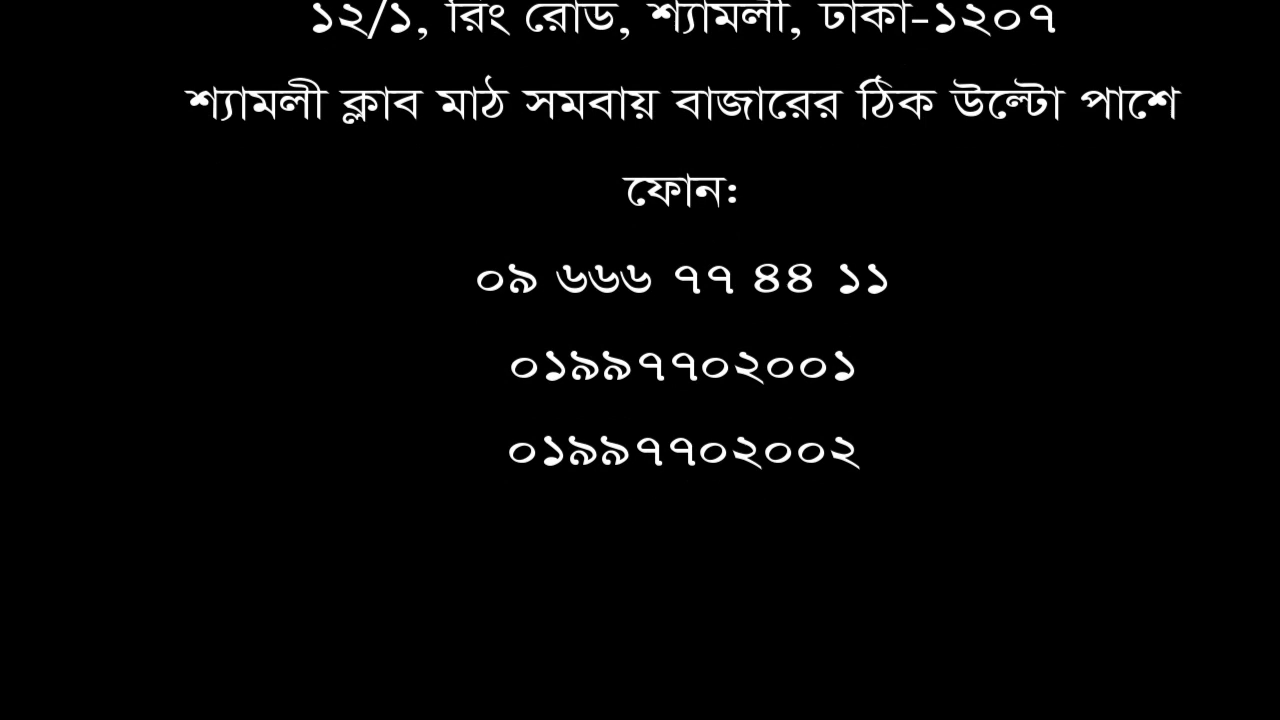 ১২/১, রিং রোড, শ্যামলী, ঢাকা-১২০৭
শ্যামলী ক্লাব মাঠ সমবায় বাজারের ঠিক উল্টো পাশে
ফোনঃ
০৯ ৬৬৬ ৭৭ ৪৪ ১১
০১৯৯৭৭০২০০১
০১৯৯৭৭০২০০২